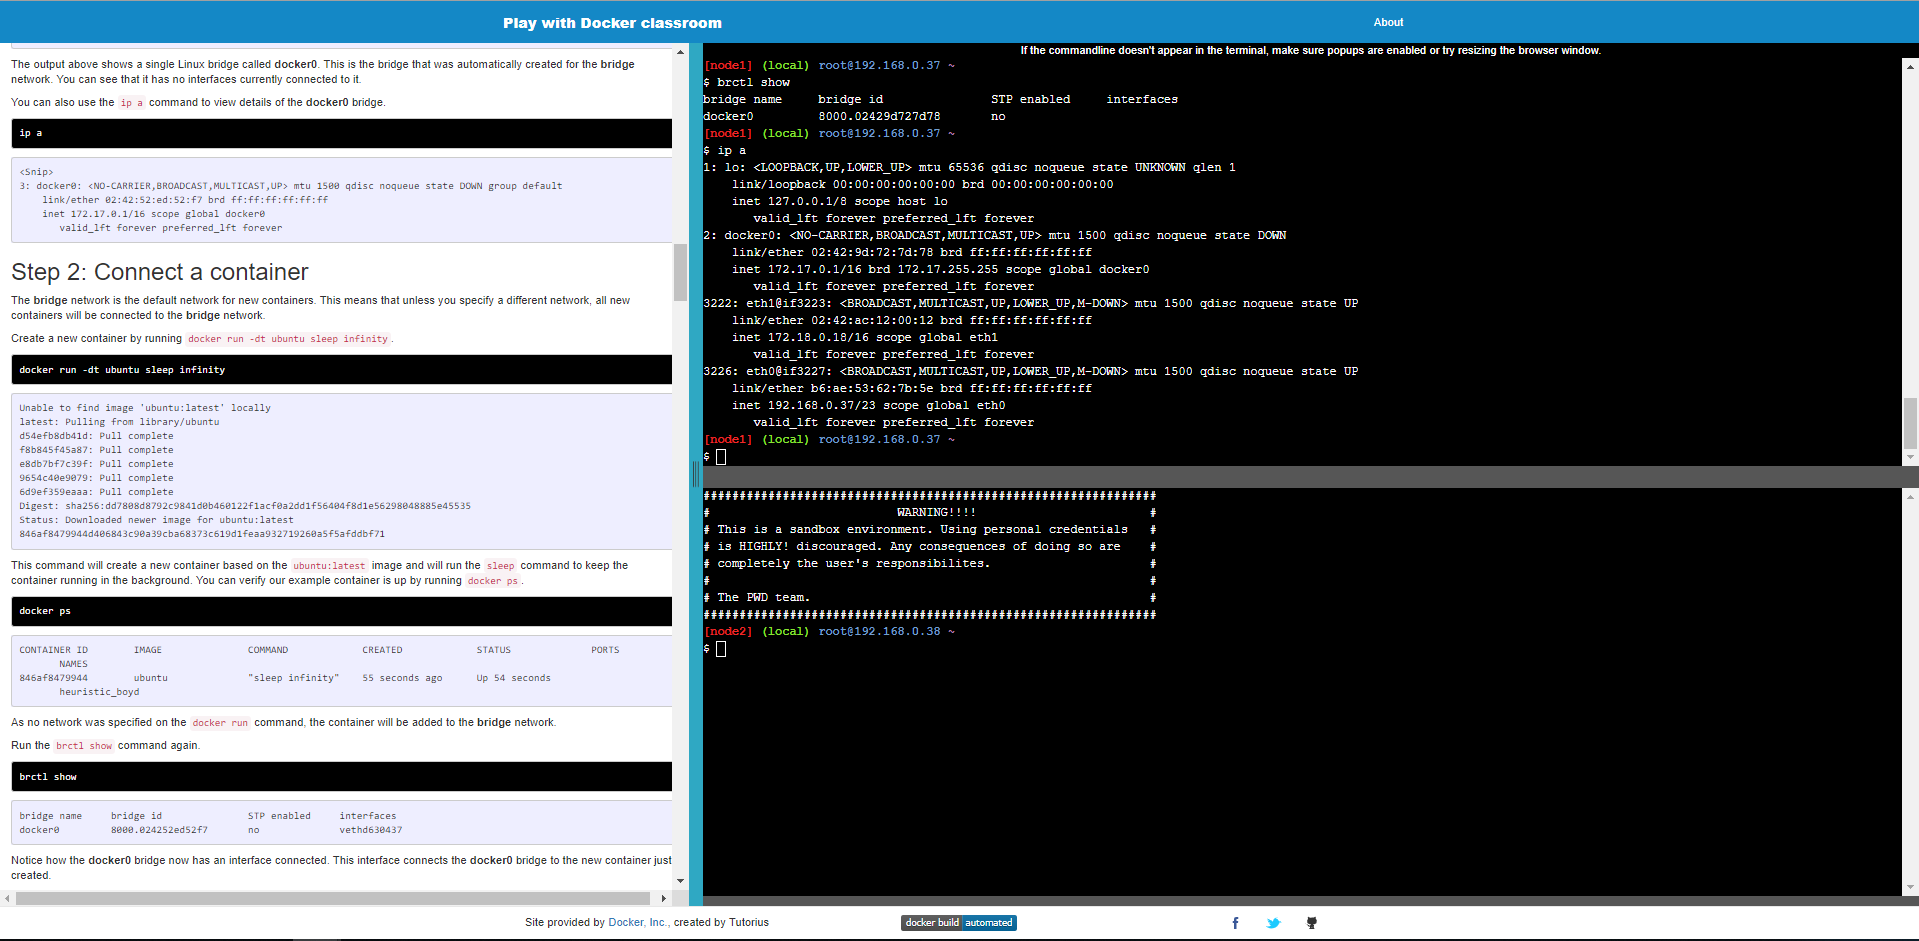 Play with Docker classroom
About
The output above shows a single Linux bridge called docker0. This is the bridge that was automatically created for the bridge
network. You can see that it has no interfaces currently connected to it.
You can also use the ip a command to view details of the docker0 bridge.
ip a
<Snip>
3: docker0: <NO-CARRIER,BROADCAST,MULTICAST,UP> mtu 1500 qdisc noqueue state DOWN group default
link/ether 02:42:52:ed:52:f7 brd ff:ff:ff:ff:ff:ff
inet 172.17.0.1/16 scope global docker0
valid_lft forever preferred_lft forever
Step 2: Connect a container
The bridge network is the default network for new containers. This means that unless you specify a different network, all new
containers will be connected to the bridge network.
Create a new container by running docker run -dt ubuntu sleep infinity .
docker run -dt ubuntu sleep infinity
Unable to find image 'ubuntu:latest' locally
latest: Pulling from library/ubuntu
d54efb8db41d: Pull complete
f8b845f45a87: Pull complete
e8db7bf7c39f: Pull complete
9654c40e9079: Pull complete
6d9ef359eaaa: Pull complete
Digest: sha256:dd7808d8792c9841d0b460122f1acf0a2dd1f56404f8d1e56298048885e45535
Status: Downloaded newer image for ubuntu:latest
846af8479944d406843c90a39cba68373c619d1feaa932719260a5f5afddbf71
This command will create a new container based on the ubuntu:latest image and will run the sleep command to keep the
container running in the background. You can verify our example container is up by running docker ps .
docker ps
CONTAINER ID IMAGE COMMAND CREATED STATUS PORTS
NAMES
846af8479944 ubuntu "sleep infinity" 55 seconds ago Up 54 seconds
heuristic_boyd
As no network was specified on the docker run command, the container will be added to the bridge network.
Run the brctl show command again.
brctl show
bridge name bridge id STP enabled interfaces
docker0 8000.024252ed52f7 no vethd630437
Notice how the docker0 bridge now has an interface connected. This interface connects the docker0 bridge to the new container just
created.
If the commandline doesn't appear in the terminal, make sure popups are enabled or try resizing the browser window.
[node1] (local) root@192.168.0.37 ~
$ brctl show
bridge name bridge id STP enabled interfaces
docker0 8000.02429d727d78 no
[node1] (local) root@192.168.0.37 ~
$ ip a
1: lo: <LOOPBACK,UP,LOWER_UP> mtu 65536 qdisc noqueue state UNKNOWN qlen 1
link/loopback 00:00:00:00:00:00 brd 00:00:00:00:00:00
inet 127.0.0.1/8 scope host lo
valid_lft forever preferred_lft forever
2: docker0: <NO-CARRIER,BROADCAST,MULTICAST,UP> mtu 1500 qdisc noqueue state DOWN
link/ether 02:42:9d:72:7d:78 brd ff:ff:ff:ff:ff:ff
inet 172.17.0.1/16 brd 172.17.255.255 scope global docker0
valid_lft forever preferred_lft forever
3222: eth1@if3223: <BROADCAST,MULTICAST,UP,LOWER_UP,M-DOWN> mtu 1500 qdisc noqueue state UP
link/ether 02:42:ac:12:00:12 brd ff:ff:ff:ff:ff:ff
inet 172.18.0.18/16 scope global eth1
valid_lft forever preferred_lft forever
3226: eth0@if3227: <BROADCAST,MULTICAST,UP,LOWER_UP,M-DOWN> mtu 1500 qdisc noqueue state UP
link/ether b6:ae:53:62:7b:5e brd ff:ff:ff:ff:ff:ff
inet 192.168.0.37/23 scope global eth0
valid_lft forever preferred_lft forever
[node1] (local) root@192.168.0.37 ~
$
###############################################################
# WARNING!!!! #
# This is a sandbox environment. Using personal credentials #
# is HIGHLY! discouraged. Any consequences of doing so are #
# completely the user's responsibilites. #
# #
# The PWD team. #
###############################################################
[node2] (local) root@192.168.0.38 ~
$
Site provided by Docker, Inc., created by Tutorius
docker build automated